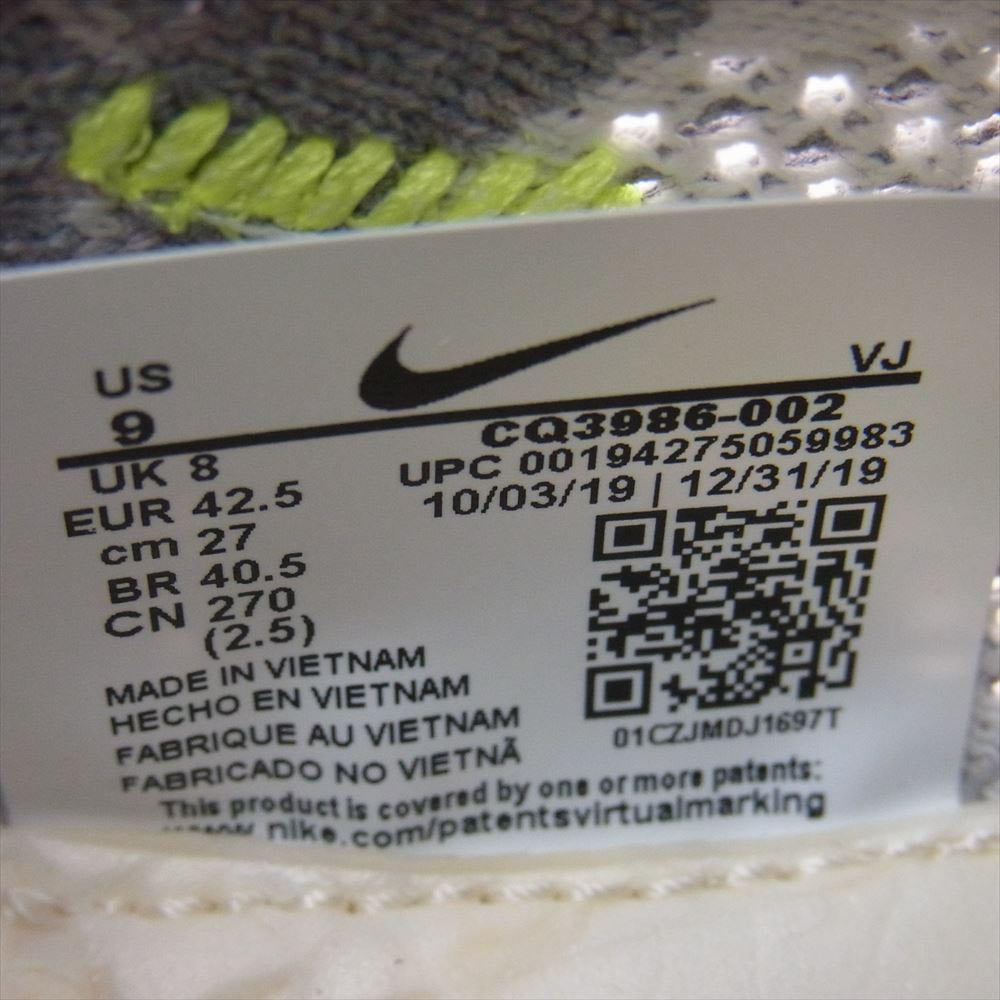 US
9
VJ
CQ3986-002
UPC 00194275059983
10/03/19 | 12/31/19
UK 8
EUR 42.5
cm 27
BR 40.5
CN 270
(2.5)
01CZJMDJ1697T
MADE IN VIETNAM
HECHO EN VIETNAM
FABRIQUE AU VIETNAM
FABRICADO NO VIETNÃ
This product is covered by one or more patents:
www.nike.com/patentsvirtualmarking